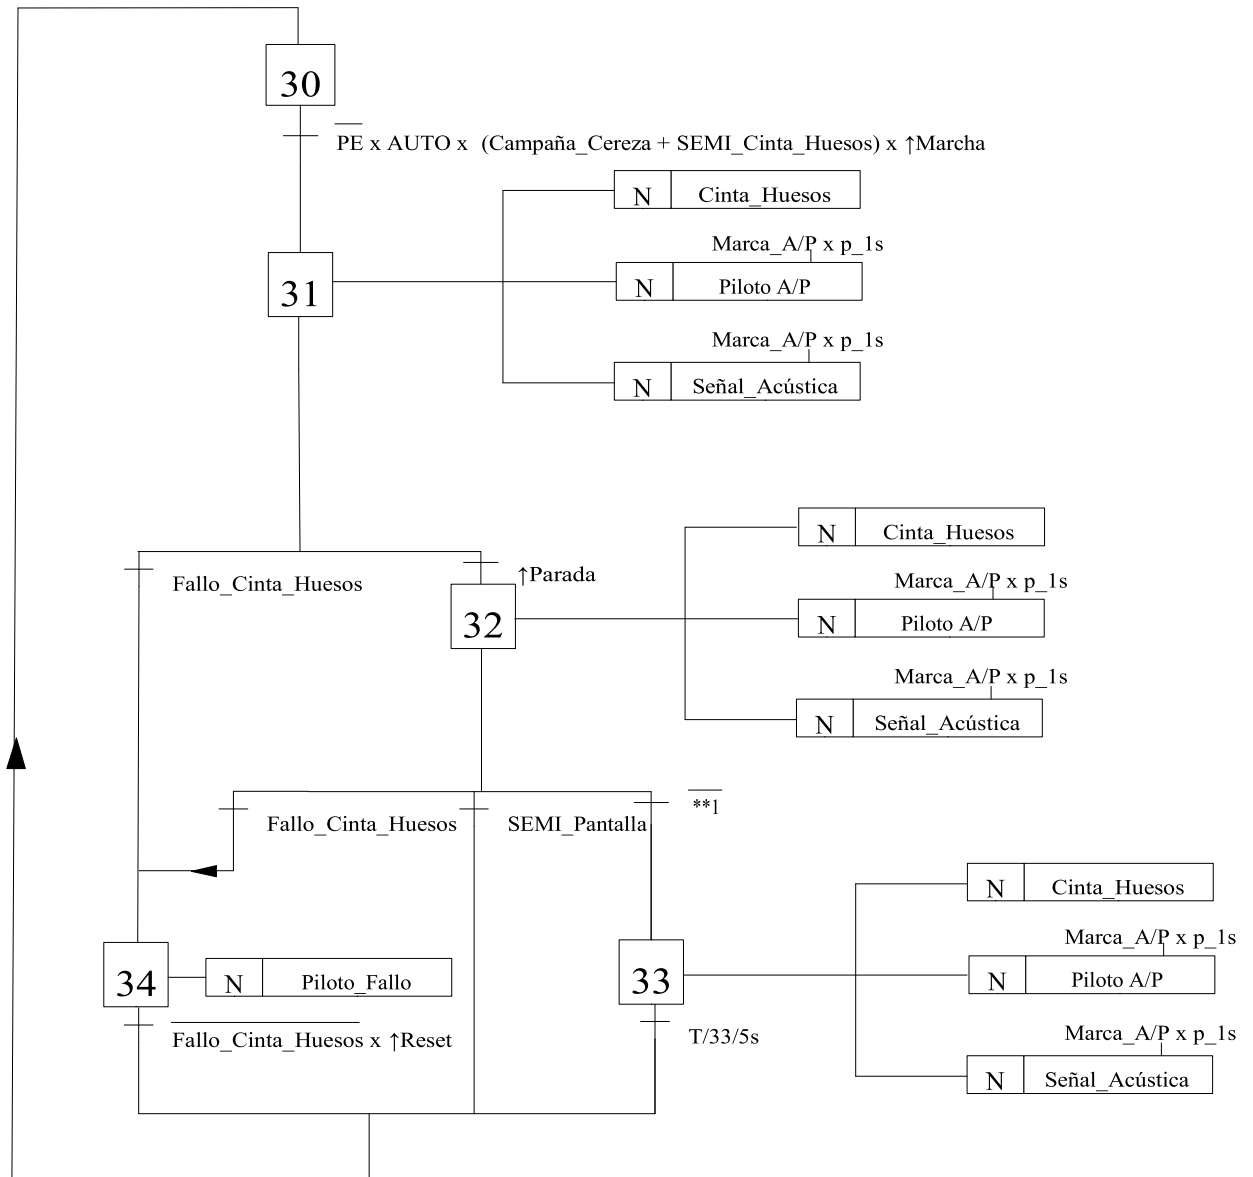 30
PE x AUTO x (Campaña_Cereza + SEMI_Cinta_Huesos) x ↑Marcha
N Cinta_Huesos
Marca_A/P x p_1s
31
N Piloto A/P
Marca_A/P x p_1s
N Señal_Acústica
N Cinta_Huesos
Fallo_Cinta_Huesos
↑Parada
Marca_A/P x p_1s
32
N Piloto A/P
Marca_A/P x p_1s
N Señal_Acústica
**1
Fallo_Cinta_Huesos
SEMI_Pantalla
N Cinta_Huesos
Marca_A/P x p_1s
34
N Piloto_Fallo
33
N Piloto A/P
Fallo_Cinta_Huesos x ↑Reset
T/33/5s
Marca_A/P x p_1s
N Señal_Acústica